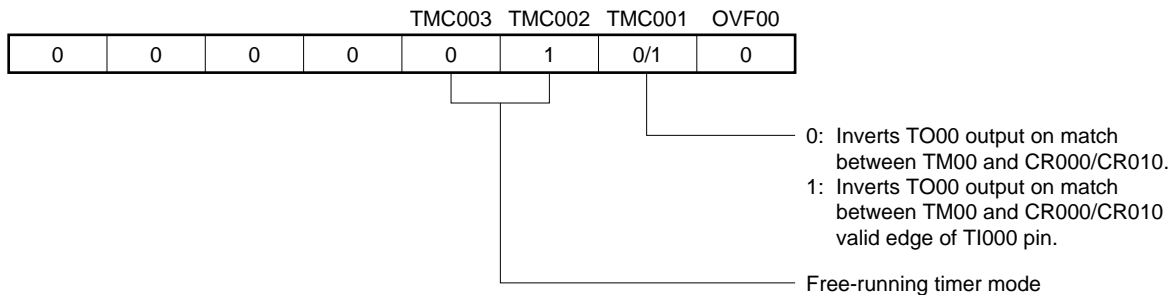 TMC003 TMC002 TMC001 OVF00
0 0 0 0 0 1 0/1 0
0: Inverts TO00 output on match
between TM00 and CR000/CR010.
1: Inverts TO00 output on match
between TM00 and CR000/CR010
valid edge of TI000 pin.
Free-running timer mode